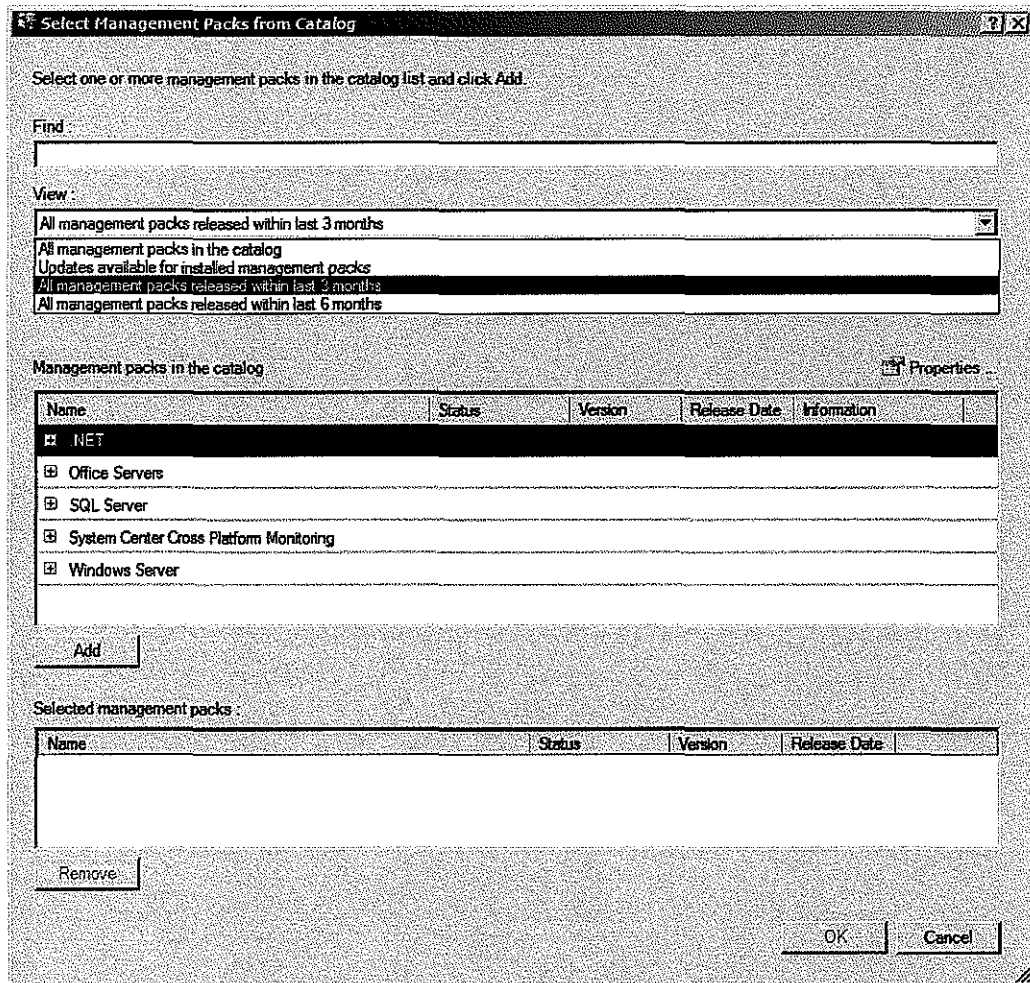 Select Management Packs from Catalog
Select one or more management packs in the catalog list and click Add.
Find :
View :
All management packs released within last 3 months
All management packs in the catalog
Updates available for installed management packs
All management packs released within last 3 months
All management packs released within last 6 months
Management packs in the catalog Properties ...
Name Status Version Release Date Information
.NET
Office Servers
SQL Server
System Center Cross Platform Monitoring
Windows Server
Add
Selected management packs :
Name Status Version Release Date
Remove
OK Cancel